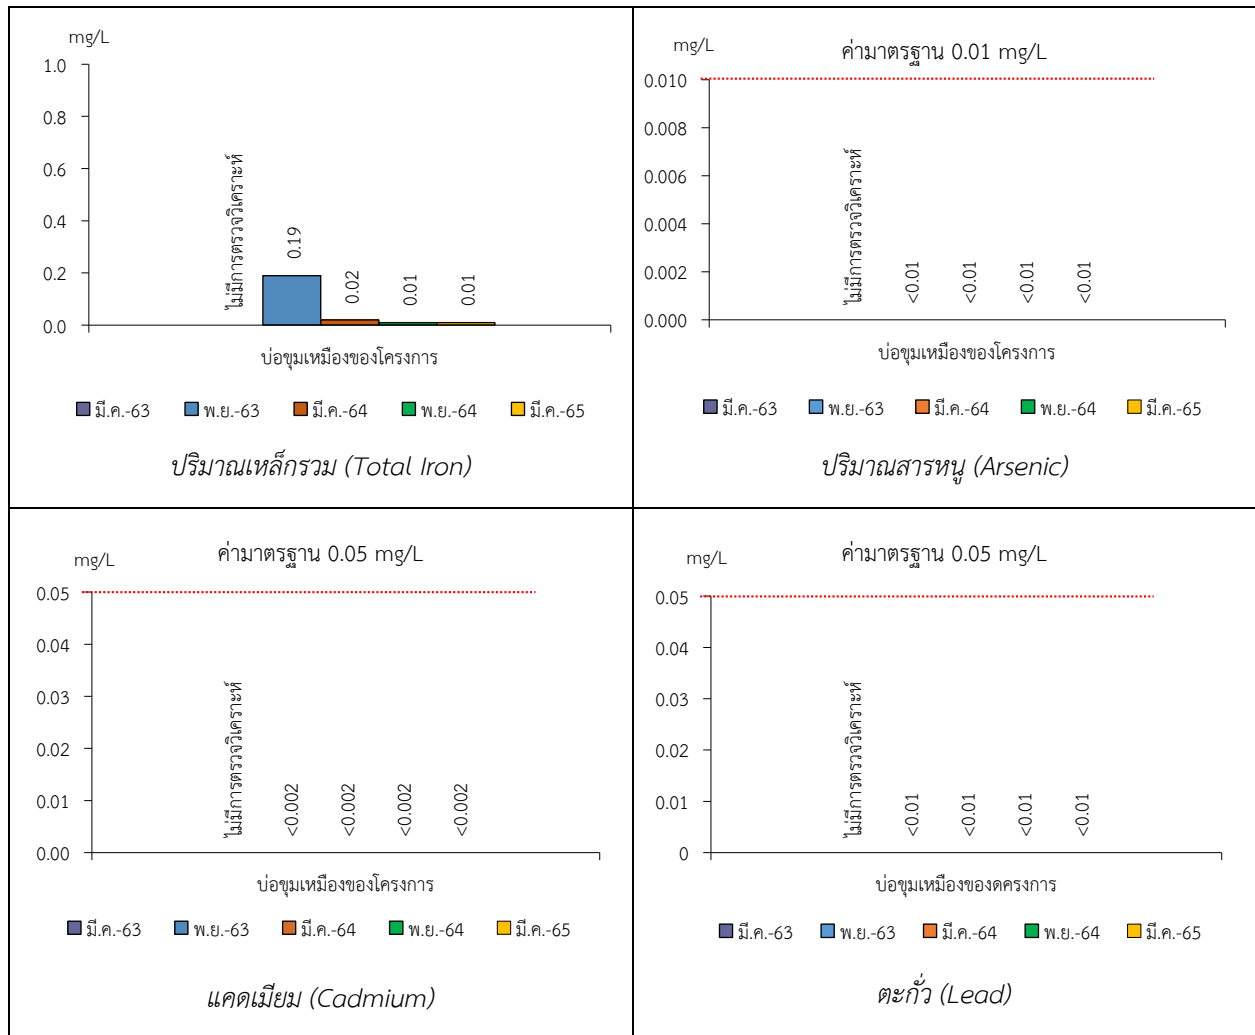 mg/L
1.0
0.8
0.6
0.4
0.2
0.0
ไม่มีการตรวจวิเคราะห์
0.19
0.02
0.01
0.01
บ่อขุมเหมืองของโครงการ
มี.ค.-63 พ.ย.-63 มี.ค.-64 พ.ย.-64 มี.ค.-65
ปริมาณเหล็กรวม (Total Iron)
mg/L
ค่ามาตรฐาน 0.01 mg/L
0.010
0.008
0.006
0.004
0.002
0.000
ไม่มีการตรวจวิเคราะห์
<0.01
<0.01
<0.01
<0.01
บ่อขุมเหมืองของโครงการ
มี.ค.-63 พ.ย.-63 มี.ค.-64 พ.ย.-64 มี.ค.-65
ปริมาณสารหนู (Arsenic)
mg/L
ค่ามาตรฐาน 0.05 mg/L
0.05
0.04
0.03
0.02
0.01
0.00
ไม่มีการตรวจวิเคราะห์
<0.002
<0.002
<0.002
<0.002
บ่อขุมเหมืองของโครงการ
มี.ค.-63 พ.ย.-63 มี.ค.-64 พ.ย.-64 มี.ค.-65
แคดเมียม (Cadmium)
mg/L
ค่ามาตรฐาน 0.05 mg/L
0.05
0.04
0.03
0.02
0.01
0
ไม่มีการตรวจวิเคราะห์
<0.01
<0.01
<0.01
<0.01
บ่อขุมเหมืองของดครงการ
มี.ค.-63 พ.ย.-63 มี.ค.-64 พ.ย.-64 มี.ค.-65
ตะกั่ว (Lead)